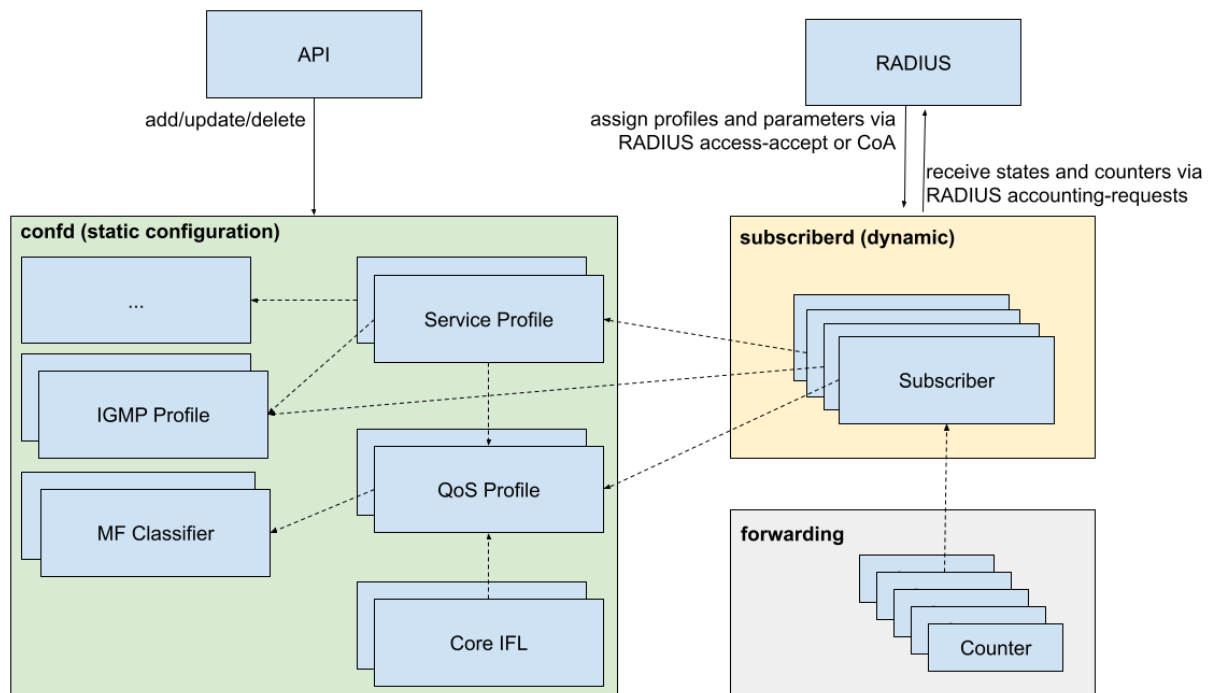 API
RADIUS
add/update/delete
assign profiles and parameters via
RADIUS access-accept or CoA
receive states and counters via
RADIUS accounting-requests
confd (static configuration)
subscriberd (dynamic)
...
Service Profile
Subscriber
IGMP Profile
QoS Profile
MF Classifier
forwarding
Core IFL
Counter